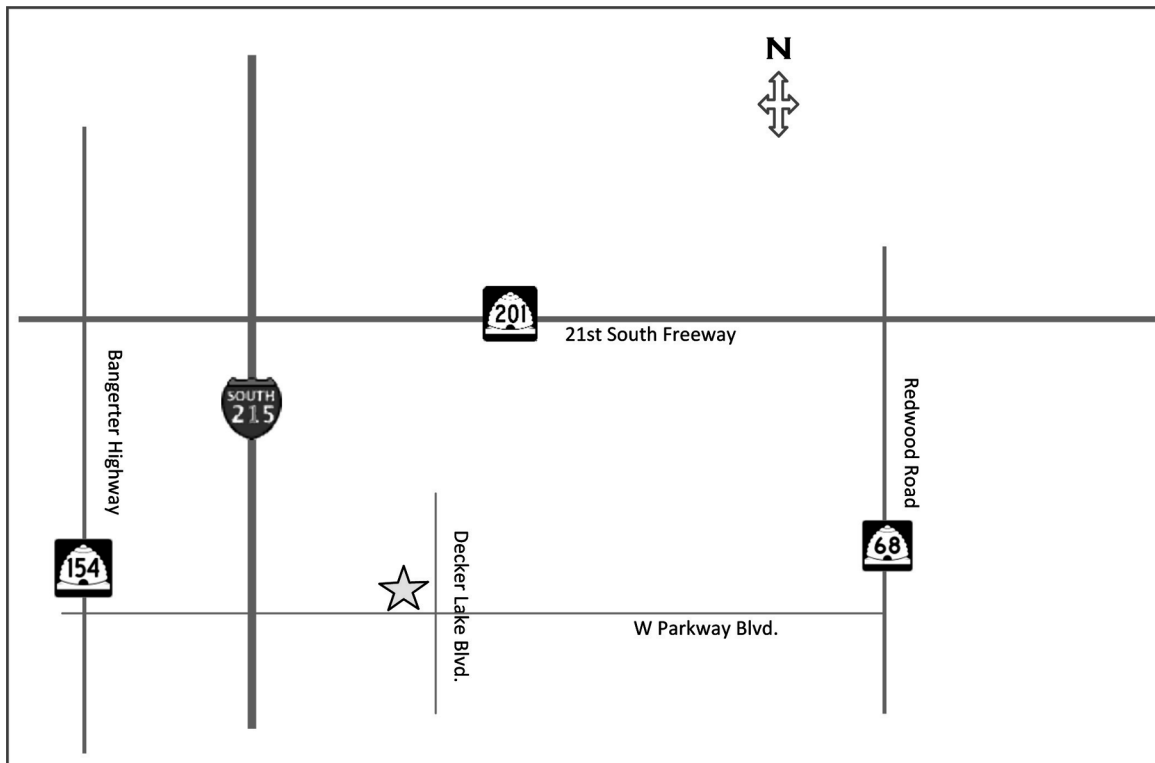 N
201
21st South Freeway
Bangerter Highway
SOUTH
215
Redwood Road
154
Decker Lake Blvd.
68
W Parkway Blvd.